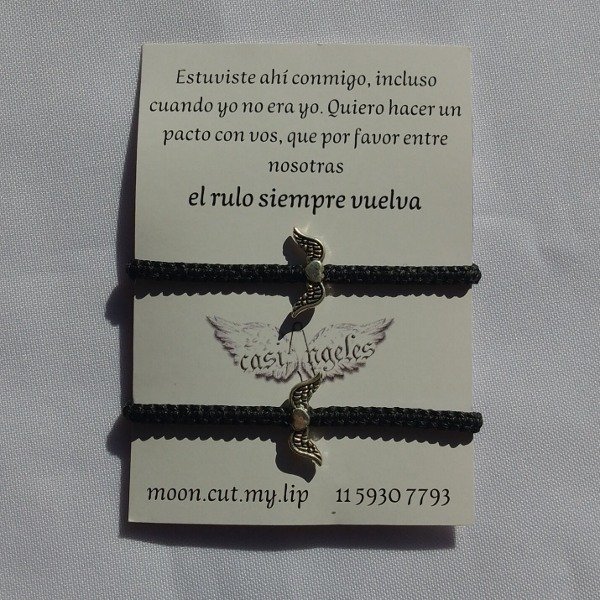 Estuviste ahí conmigo, incluso
cuando yo no era yo. Quiero hacer un
pacto con vos, que por favor entre
nosotras
el rulo siempre vuelva
casi Angeles
moon.cut.my.lip 11 5930 7793